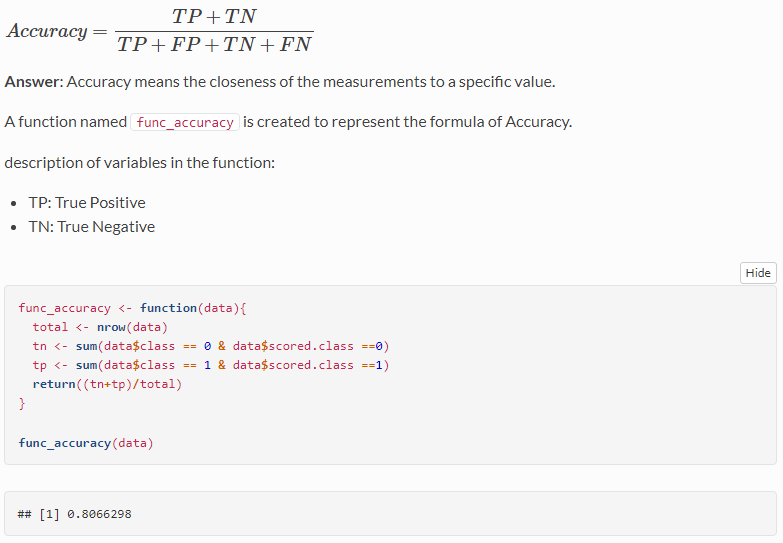 Accuracy = TP + TN / TP + FP + TN + FN
Answer: Accuracy means the closeness of the measurements to a specific value.
A function named func_accuracy is created to represent the formula of Accuracy.
description of variables in the function:
• TP: True Positive
• TN: True Negative
Hide
func_accuracy <- function(data){
  total <- nrow(data)
  tn <- sum(data$class == 0 & data$scored.class ==0)
  tp <- sum(data$class == 1 & data$scored.class ==1)
  return((tn+tp)/total)
}
func_accuracy(data)
## [1] 0.8066298